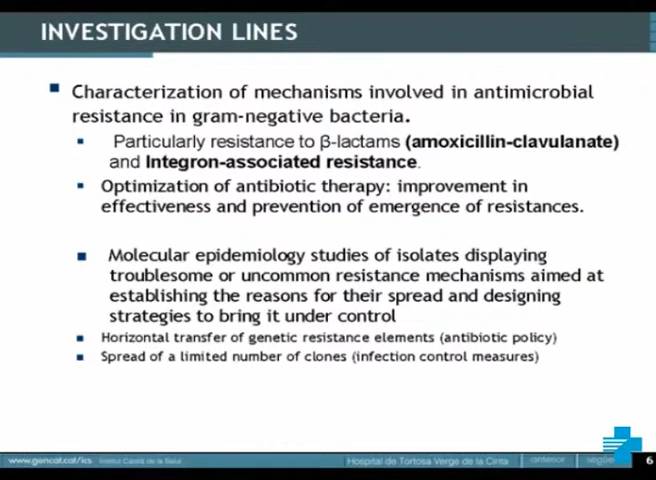 INVESTIGATION LINES
Characterization of mechanisms involved in antimicrobial
resistance in gram-negative bacteria.
Particularly resistance to β-lactams (amoxicillin-clavulanate)
and Integron-associated resistance.
Optimization of antibiotic therapy: improvement in
effectiveness and prevention of emergence of resistances.
Molecular epidemiology studies of isolates displaying
troublesome or uncommon resistance mechanisms aimed at
establishing the reasons for their spread and designing
strategies to bring it under control
Horizontal transfer of genetic resistance elements (antibiotic policy)
Spread of a limited number of clones (infection control measures)
www.gencat.cat/ics Institut Català de la Salut Hospital de Tortosa Verge de la Cinta anterior següe 6